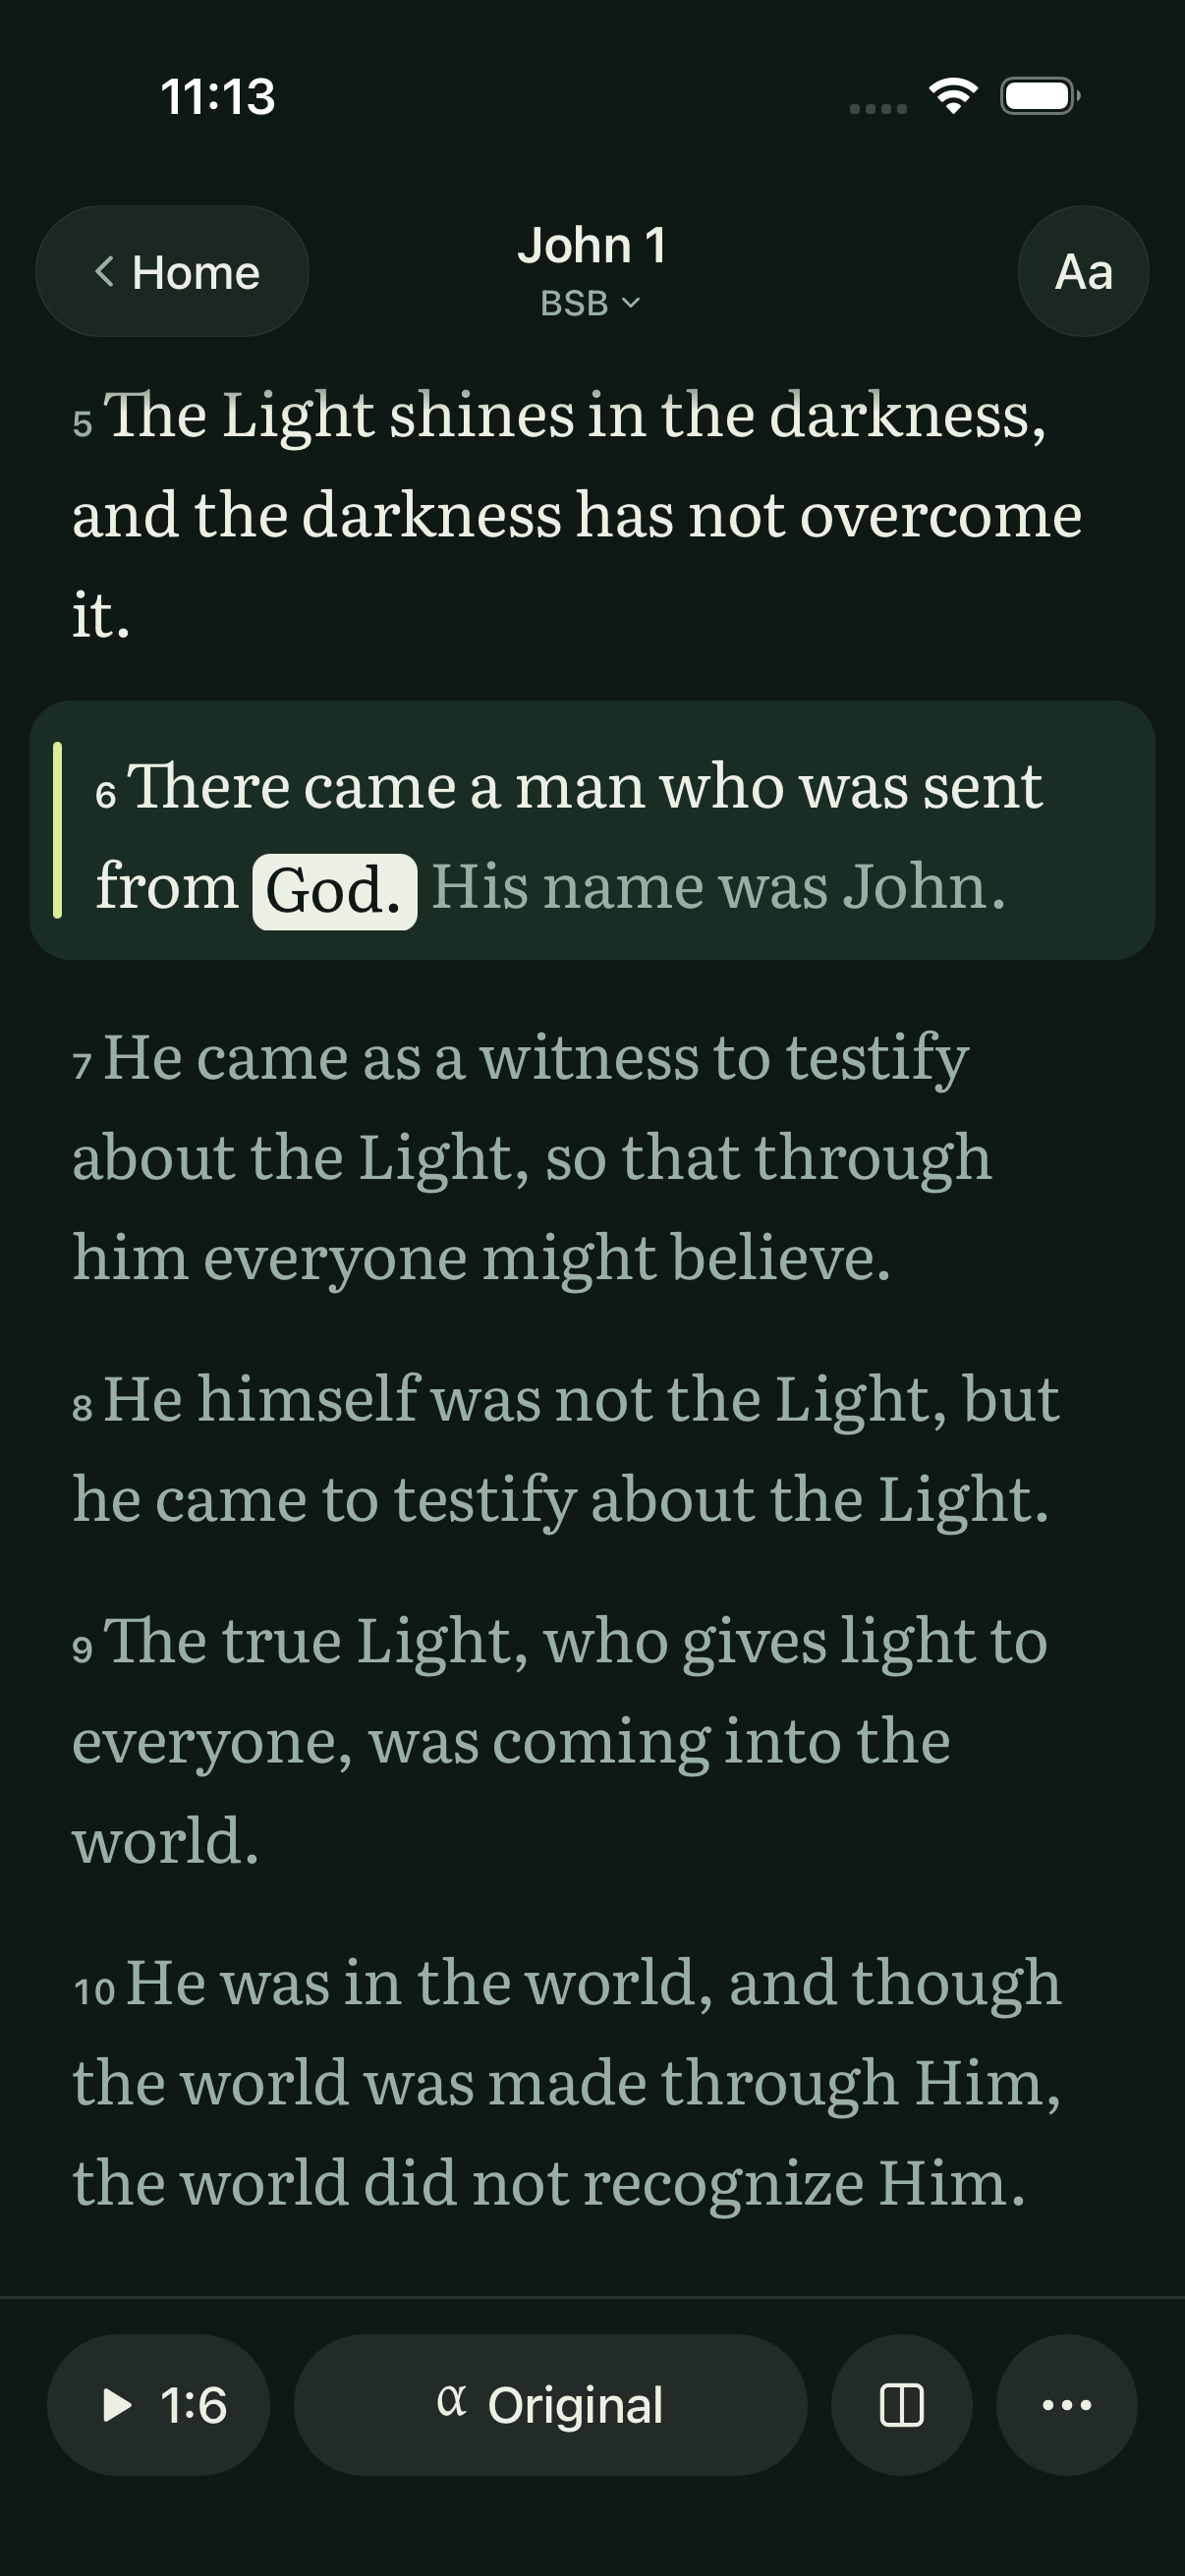 11:13
Home
John 1
BSB
Aa
5 The Light shines in the darkness,
and the darkness has not overcome
it.
6 There came a man who was sent
from God. His name was John.
7 He came as a witness to testify
about the Light, so that through
him everyone might believe.
8 He himself was not the Light, but
he came to testify about the Light.
9 The true Light, who gives light to
everyone, was coming into the
world.
10 He was in the world, and though
the world was made through Him,
the world did not recognize Him.
1:6
α Original